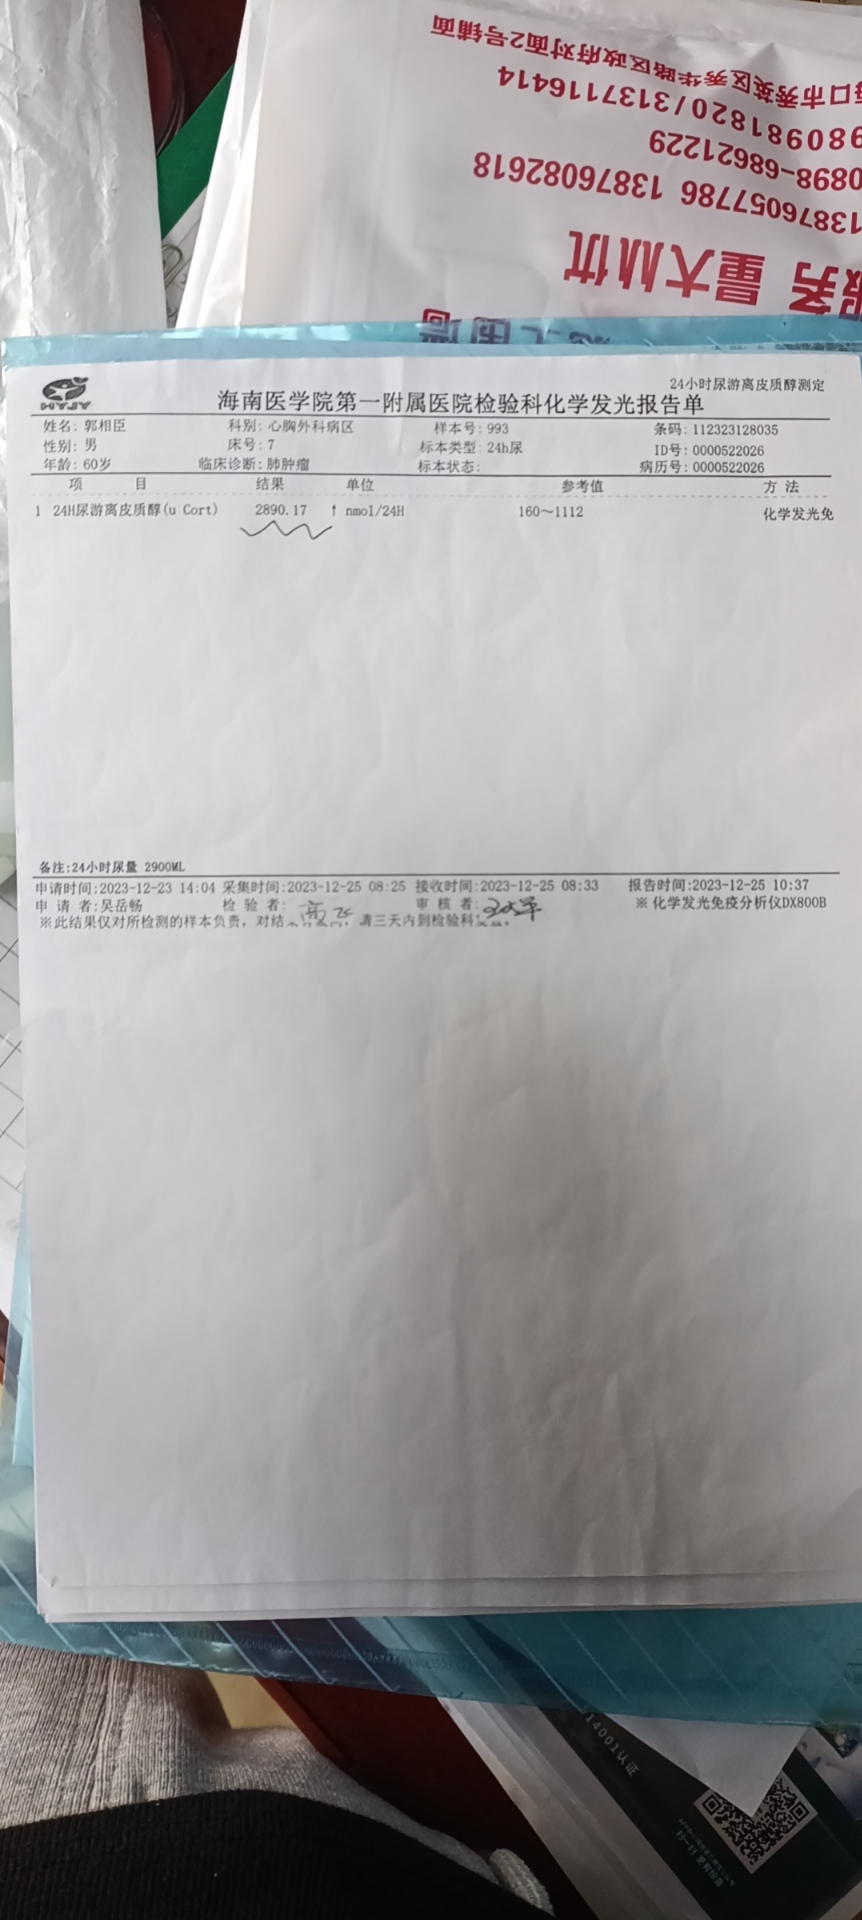 海口市秀英区秀华路区政府对面2号铺面
980981820/3137116414
0898-68621229
13876057786 13876082618
服务 量大从优
HYJY
24小时尿游离皮质醇测定
海南医学院第一附属医院检验科化学发光报告单
姓名: 郭相臣 科别: 心胸外科病区 样本号: 993 条码: 112323128035
性别: 男 床号: 7 标本类型: 24h尿 ID号: 0000522026
年龄: 60岁 临床诊断: 肺肿瘤 标本状态: 病历号: 0000522026
项 目 结果 单位 参考值 方 法
1 24H尿游离皮质醇(u Cort) 2890.17 ↑ nmol/24H 160～1112 化学发光免
备注:24小时尿量 2900ML
申请时间:2023-12-23 14:04 采集时间:2023-12-25 08:25 接收时间:2023-12-25 08:33 报告时间:2023-12-25 10:37
申 请 者:吴岳畅 检 验 者: 审 核 者: ※ 化学发光免疫分析仪DX800B
※此结果仅对所检测的样本负责，对结 请三天内到检验科
14001认证